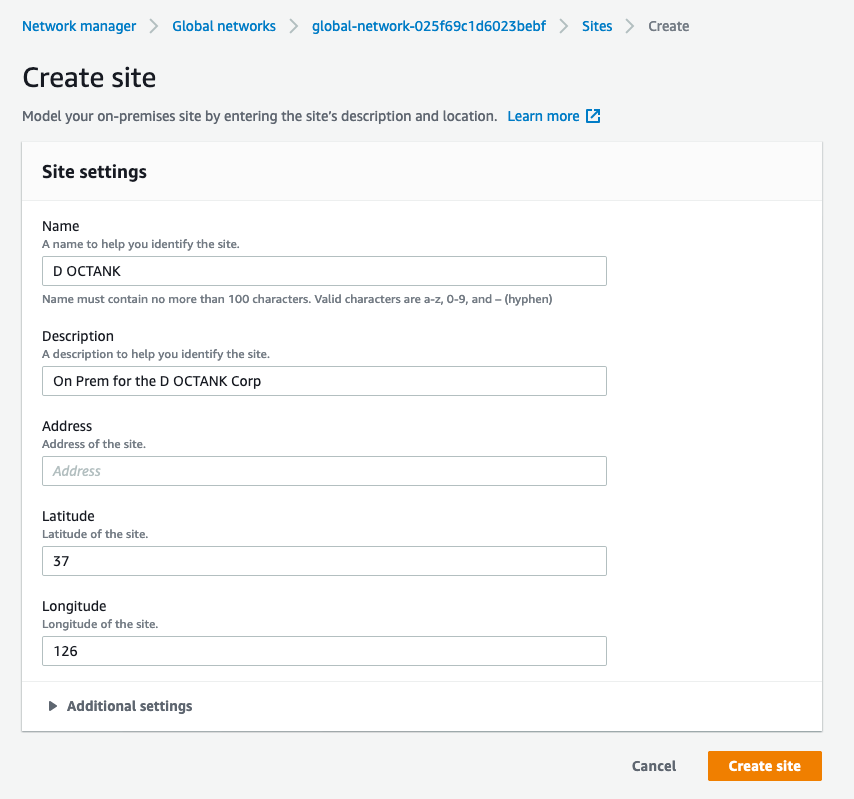 Network manager > Global networks > global-network-025f69c1d6023bebf > Sites > Create
Create site
Model your on-premises site by entering the site's description and location. Learn more
Site settings
Name
A name to help you identify the site.
D OCTANK
Name must contain no more than 100 characters. Valid characters are a-z, 0-9, and – (hyphen)
Description
A description to help you identify the site.
On Prem for the D OCTANK Corp
Address
Address of the site.
Address
Latitude
Latitude of the site.
37
Longitude
Longitude of the site.
126
Additional settings
Cancel Create site